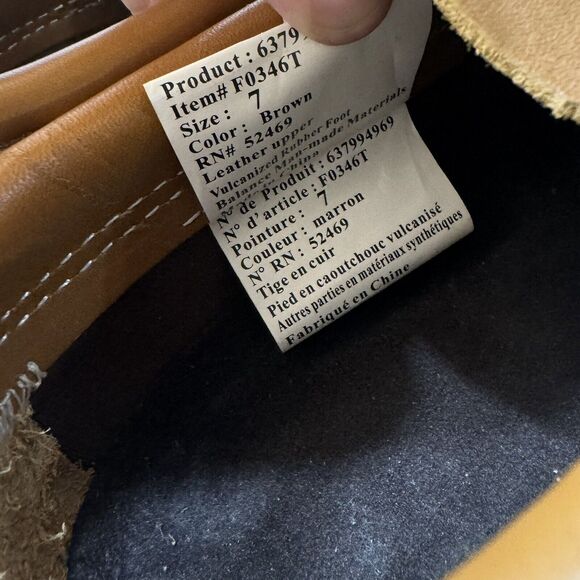 Product : 6379
Item# F0346T
Size : 7
Color : Brown
RN# 52469
Leather upper
Vulcanized Rubber Foot
Balance Man-made Materials
China
N° de Produit : 637994969
N° d'article : F0346T
Pointure : 7
Couleur : marron
N° RN : 52469
Tige en cuir
Pied en caoutchouc vulcanisé
Autres parties en matériaux synthétiques
Fabriqué en Chine